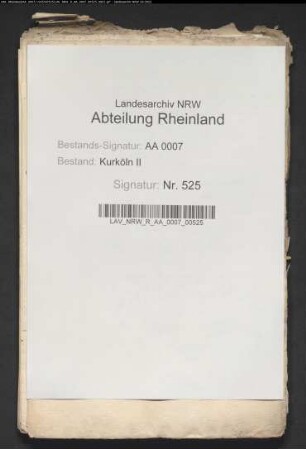 Landesarchiv NRW
Abteilung Rheinland
Bestands-Signatur: AA 0007
Bestand: Kurköln II
Signatur: Nr. 525
LAV_NRW_R_AA_0007_00525